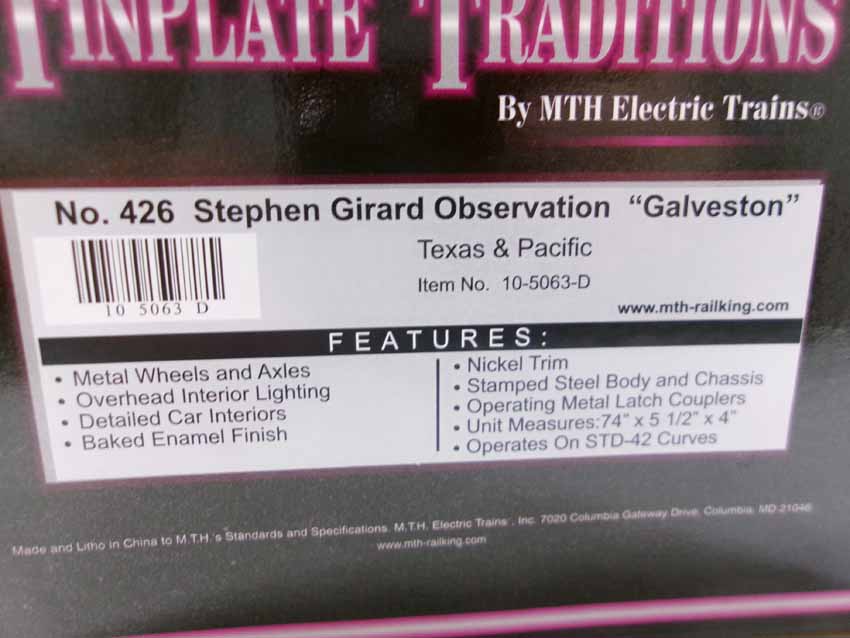 TINPLATE TRADITIONS
By MTH Electric Trains®
No. 426 Stephen Girard Observation "Galveston"
Texas & Pacific
Item No. 10-5063-D
10 5063 D
www.mth-railking.com
FEATURES:
• Metal Wheels and Axles
• Overhead Interior Lighting
• Detailed Car Interiors
• Baked Enamel Finish
• Nickel Trim
• Stamped Steel Body and Chassis
• Operating Metal Latch Couplers
• Unit Measures:74" x 5 1/2" x 4"
• Operates On STD-42 Curves
Made and Litho in China to M.T.H.'s Standards and Specifications. M.T.H. Electric Trains, Inc. 7020 Columbia Gateway Drive, Columbia, MD 21046
www.mth-railking.com